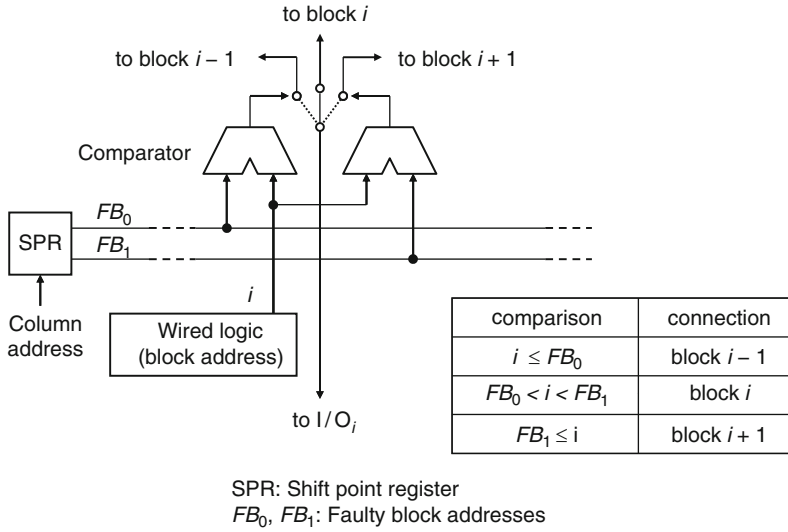 to block i
to block i – 1
to block i + 1
Comparator
FB₀
SPR
FB₁
i
Column
address
Wired logic
(block address)
to I/Oᵢ
comparison connection
i ≤ FB₀ block i – 1
FB₀ < i < FB₁ block i
FB₁ ≤ i block i + 1
SPR: Shift point register
FB₀, FB₁: Faulty block addresses